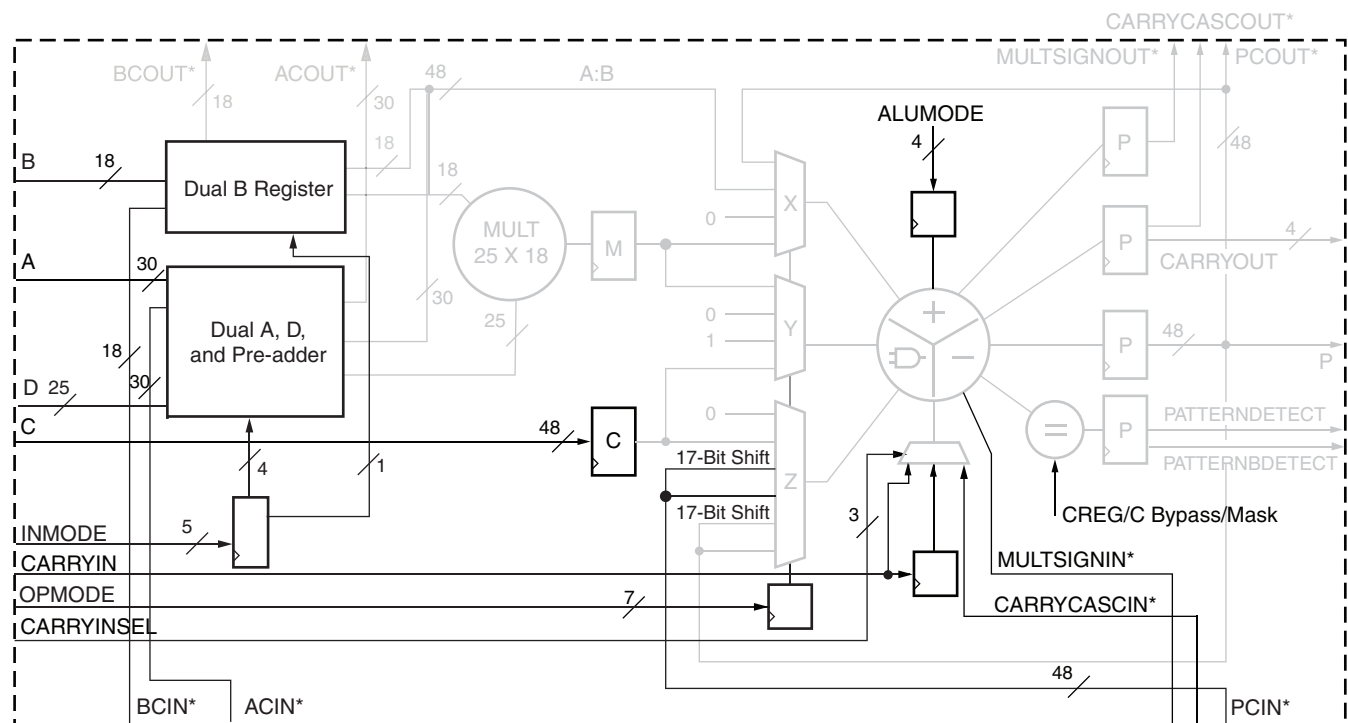 CARRYCASCOUT*
BCOUT*
ACOUT*
48
A:B
MULTSIGNOUT*
PCOUT*
18
30
ALUMODE
4
B
18
Dual B Register
18
18
P
48
MULT
25 X 18
M
0
X
P
4
CARRYOUT
A
30
Dual A, D,
and Pre-adder
30
25
0
1
Y
+
−
P
48
P
18
30
D
25
C
4
1
48
C
0
17-Bit Shift
Z
17-Bit Shift
=
P
PATTERNDETECT
PATTERNBDETECT
CREG/C Bypass/Mask
3
INMODE
5
CARRYIN
MULTSIGNIN*
OPMODE
7
CARRYCASCIN*
CARRYINSEL
48
BCIN*
ACIN*
PCIN*